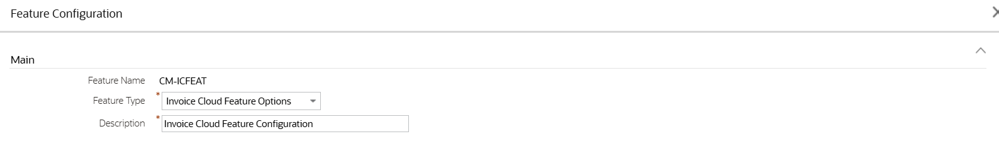 Feature Configuration
Main
Feature Name CM-ICFEAT
Feature Type * Invoice Cloud Feature Options
Description * Invoice Cloud Feature Configuration